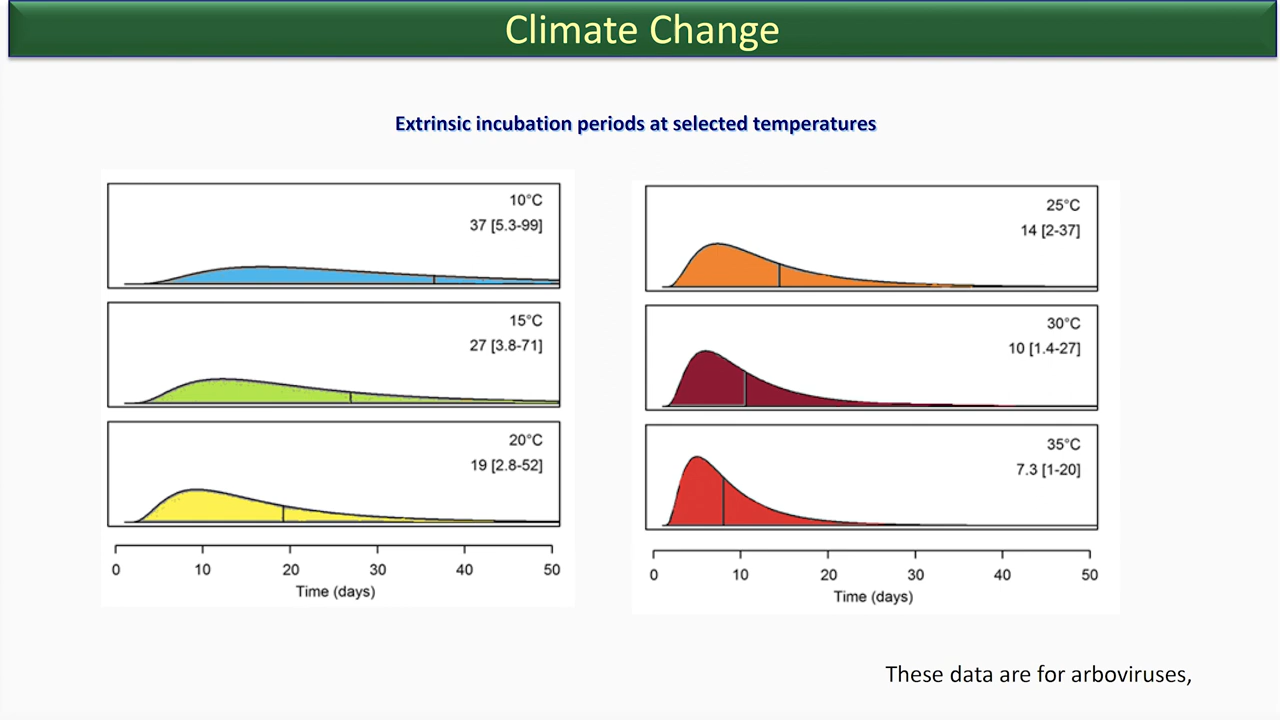 Climate Change
Extrinsic incubation periods at selected temperatures
10°C
37 [5.3-99]
15°C
27 [3.8-71]
20°C
19 [2.8-52]
0 10 20 30 40 50
Time (days)
25°C
14 [2-37]
30°C
10 [1.4-27]
35°C
7.3 [1-20]
0 10 20 30 40 50
Time (days)
These data are for arboviruses,